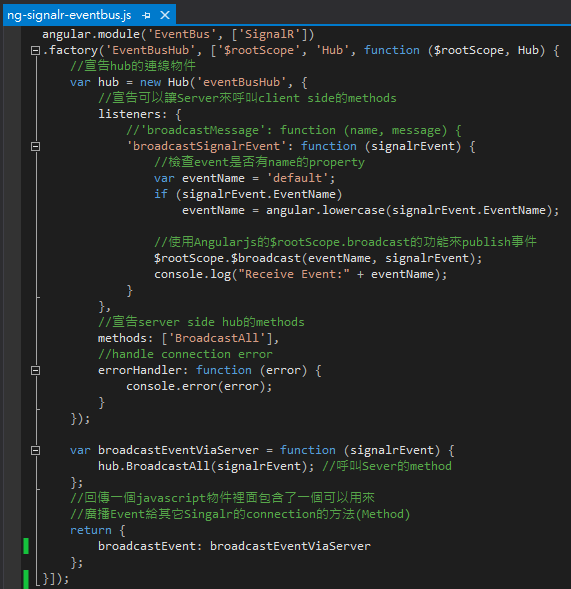 ng-signalr-eventbus.js
angular.module('EventBus', ['SignalR'])
.factory('EventBusHub', ['$rootScope', 'Hub', function ($rootScope, Hub) {
//宣告hub的連線物件
var hub = new Hub('eventBusHub', {
//宣告可以讓Server來呼叫client side的methods
listeners: {
//'broadcastMessage': function (name, message) {
'broadcastSignalrEvent': function (signalrEvent) {
//檢查event是否有name的property
var eventName = 'default';
if (signalrEvent.EventName)
eventName = angular.lowercase(signalrEvent.EventName);
//使用Angularjs的$rootScope.broadcast的功能來publish事件
$rootScope.$broadcast(eventName, signalrEvent);
console.log("Receive Event:" + eventName);
}
},
//宣告server side hub的methods
methods: ['BroadcastAll'],
//handle connection error
errorHandler: function (error) {
console.error(error);
}
});
var broadcastEventViaServer = function (signalrEvent) {
hub.BroadcastAll(signalrEvent); //呼叫Sever的method
};
//回傳一個javascript物件裡面包含了一個可以用來
//廣播Event給其它Singalr的connection的方法(Method)
return {
broadcastEvent: broadcastEventViaServer
};
}]);